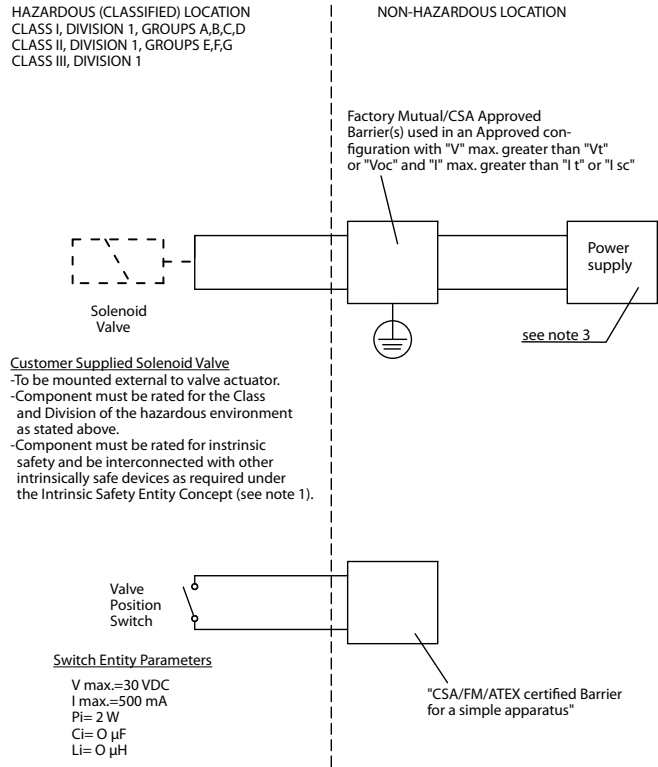 HAZARDOUS (CLASSIFIED) LOCATION
CLASS I, DIVISION 1, GROUPS A,B,C,D
CLASS II, DIVISION 1, GROUPS E,F,G
CLASS III, DIVISION 1
NON-HAZARDOUS LOCATION
Factory Mutual/CSA Approved
Barrier(s) used in an Approved con-
figuration with "V" max. greater than "Vt"
or "Voc" and "I" max. greater than "I t" or "I sc"
Power
supply
see note 3
Solenoid
Valve
Customer Supplied Solenoid Valve
-To be mounted external to valve actuator.
-Component must be rated for the Class
and Division of the hazardous environment
as stated above.
-Component must be rated for instrinsic
safety and be interconnected with other
intrinsically safe devices as required under
the Intrinsic Safety Entity Concept (see note 1).
Valve
Position
Switch
Switch Entity Parameters
V max.=30 VDC
I max.=500 mA
Pi= 2 W
Ci= O µF
Li= O µH
"CSA/FM/ATEX certified Barrier
for a simple apparatus"